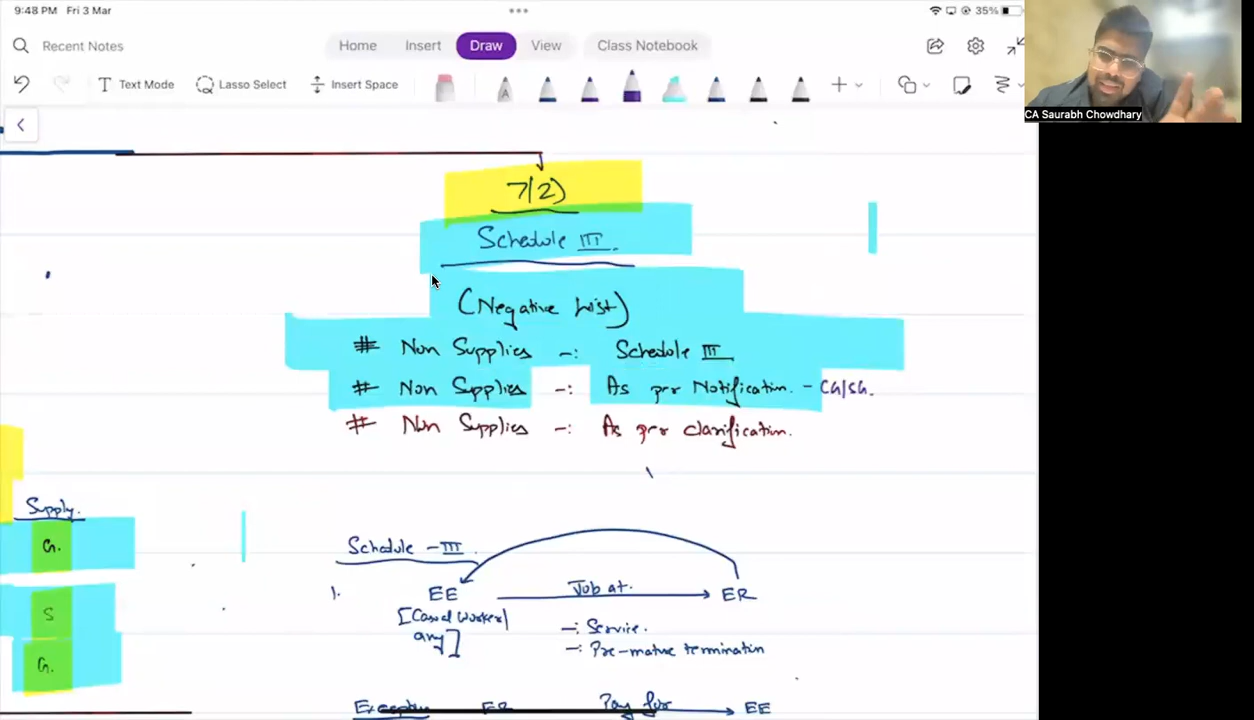 9:48 PM Fri 3 Mar
35%
Recent Notes
Home Insert Draw View Class Notebook
Text Mode Lasso Select Insert Space
CA Saurabh Chowdhary
7(2)
Schedule III.
(Negative List)
# Non Supplies -: Schedule III
# Non Supplies -: As per Notification. - CG/SG.
# Non Supplies -: As per clarification.
Supply.
G.
S
G.
Schedule - III
1. EE Job at. ER
[Casual Worker/
any]
-: Service.
-: Pre-mature termination
Exception ER Pay for EE